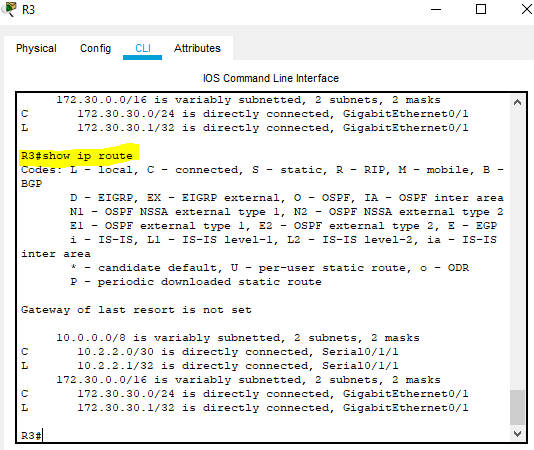 R3
Physical Config CLI Attributes
IOS Command Line Interface
172.30.0.0/16 is variably subnetted, 2 subnets, 2 masks
C 172.30.30.0/24 is directly connected, GigabitEthernet0/1
L 172.30.30.1/32 is directly connected, GigabitEthernet0/1
R3#show ip route
Codes: L - local, C - connected, S - static, R - RIP, M - mobile, B -
BGP
D - EIGRP, EX - EIGRP external, O - OSPF, IA - OSPF inter area
N1 - OSPF NSSA external type 1, N2 - OSPF NSSA external type 2
E1 - OSPF external type 1, E2 - OSPF external type 2, E - EGP
i - IS-IS, L1 - IS-IS level-1, L2 - IS-IS level-2, ia - IS-IS
inter area
* - candidate default, U - per-user static route, o - ODR
P - periodic downloaded static route
Gateway of last resort is not set
10.0.0.0/8 is variably subnetted, 2 subnets, 2 masks
C 10.2.2.0/30 is directly connected, Serial0/1/1
L 10.2.2.1/32 is directly connected, Serial0/1/1
172.30.0.0/16 is variably subnetted, 2 subnets, 2 masks
C 172.30.30.0/24 is directly connected, GigabitEthernet0/1
L 172.30.30.1/32 is directly connected, GigabitEthernet0/1
R3#